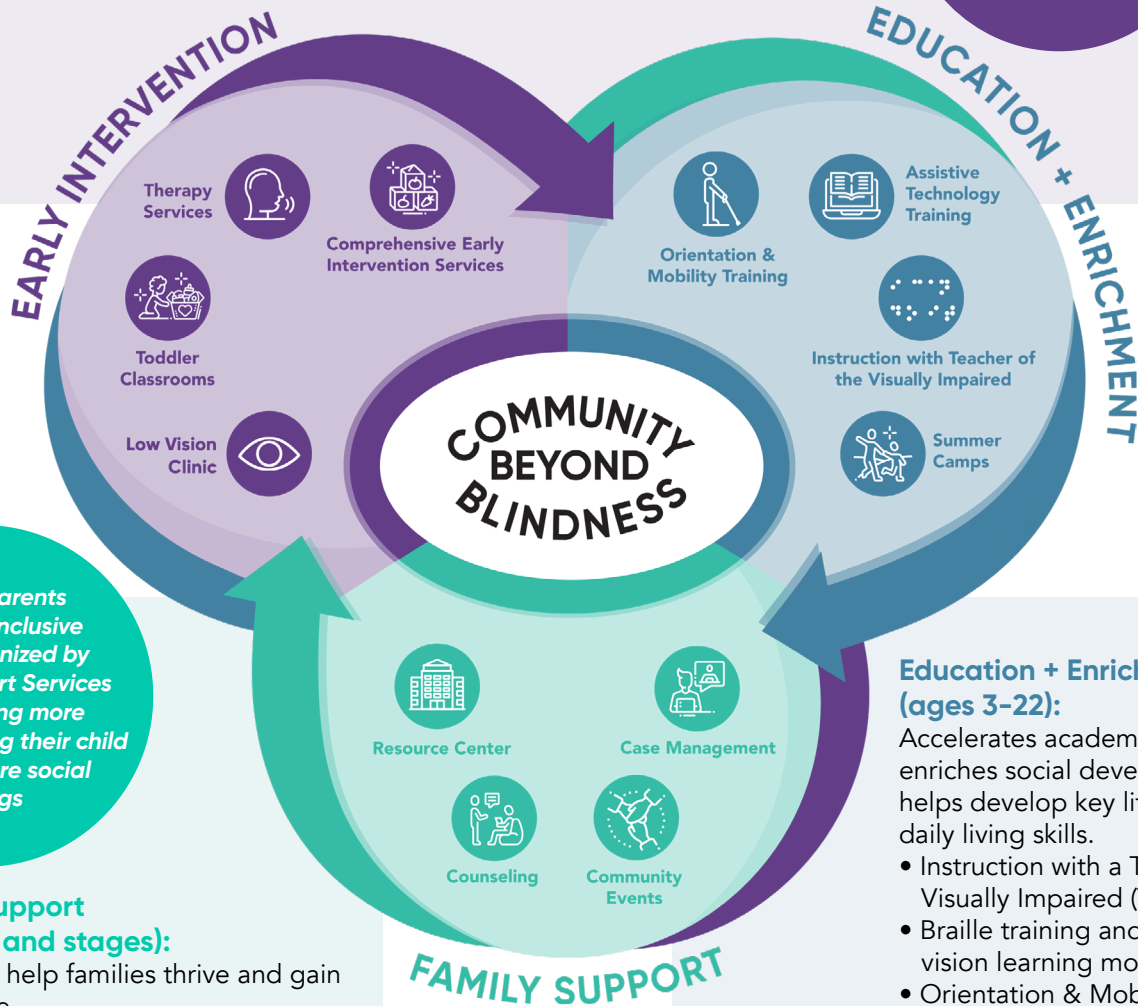 EARLY INTERVENTION
Therapy
Services
Comprehensive Early
Intervention Services
Toddler
Classrooms
Low Vision
Clinic
EDUCATION + ENRICHMENT
Orientation &
Mobility Training
Assistive
Technology
Training
Instruction with Teacher of
the Visually Impaired
Summer
Camps
COMMUNITY
BEYOND
BLINDNESS
Resource Center
Case Management
Counseling
Community
Events
FAMILY SUPPORT
arents
nclusive
nized by
rt Services
ng more
g their child
re social
gs
upport
and stages):
help families thrive and gain
Education + Enrich
(ages 3-22):
Accelerates academ
enriches social deve
helps develop key lit
daily living skills.
• Instruction with a T
Visually Impaired (
• Braille training and
vision learning mo
• Orientation & Mob